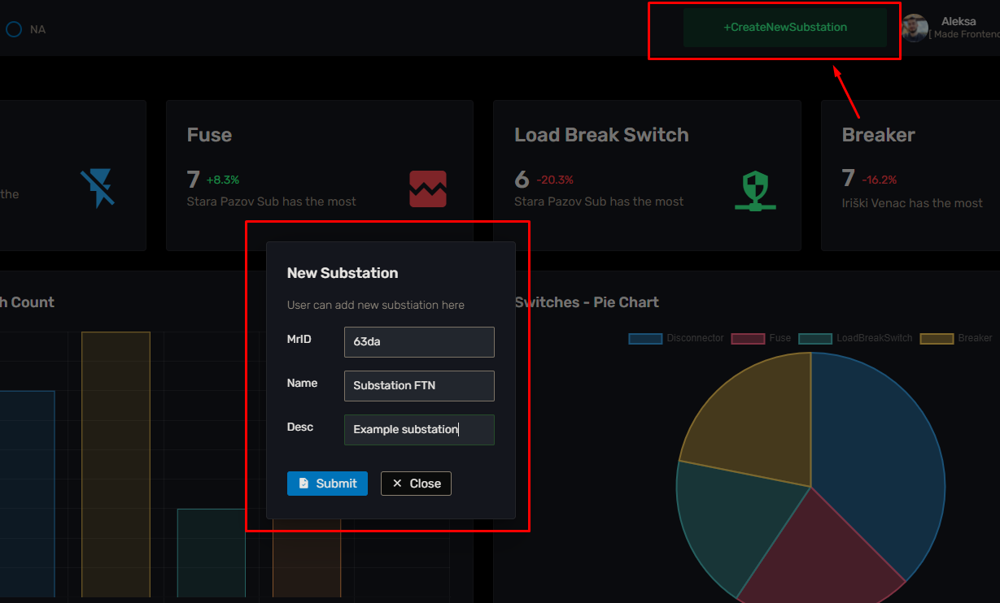 NA
+CreateNewSubstation
Aleksa
[ Made Frontend
Fuse
7 +8.3%
Stara Pazov Sub has the most
the
Load Break Switch
6 -20.3%
Stara Pazov Sub has the most
Breaker
7 -16.2%
Iriški Venac has the most
New Substation
User can add new substiation here
MrID
63da
Name
Substation FTN
Desc
Example substation
Submit
Close
h Count
Switches - Pie Chart
Disconnector
Fuse
LoadBreakSwitch
Breaker